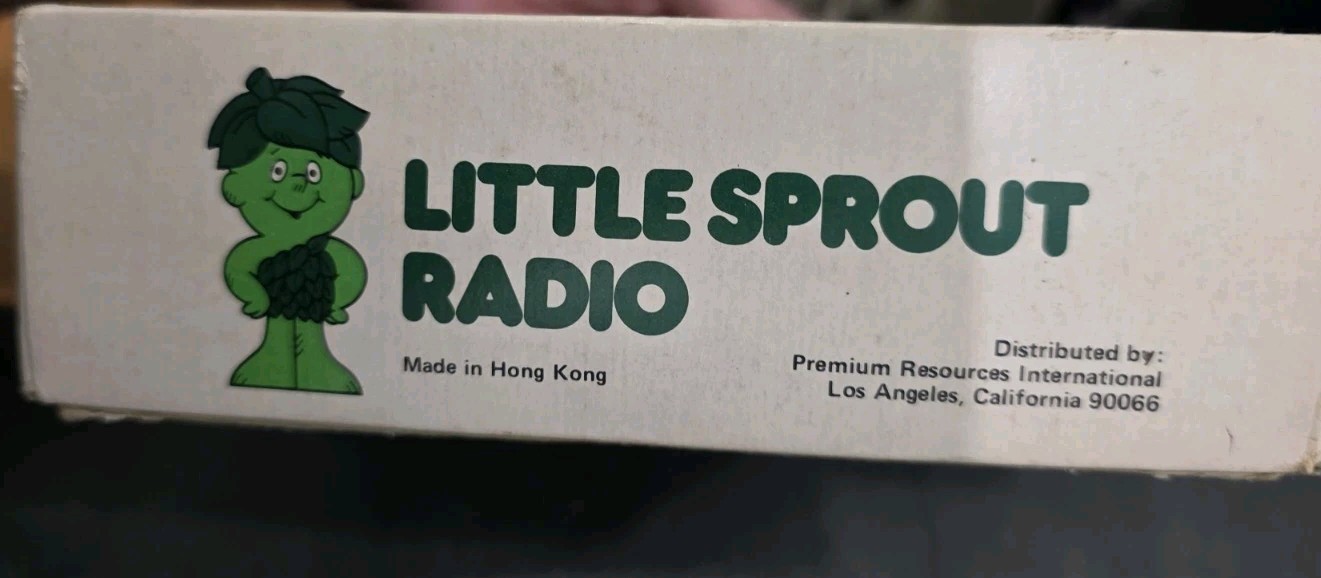 LITTLE SPROUT
RADIO
Made in Hong Kong
Distributed by:
Premium Resources International
Los Angeles, California 90066